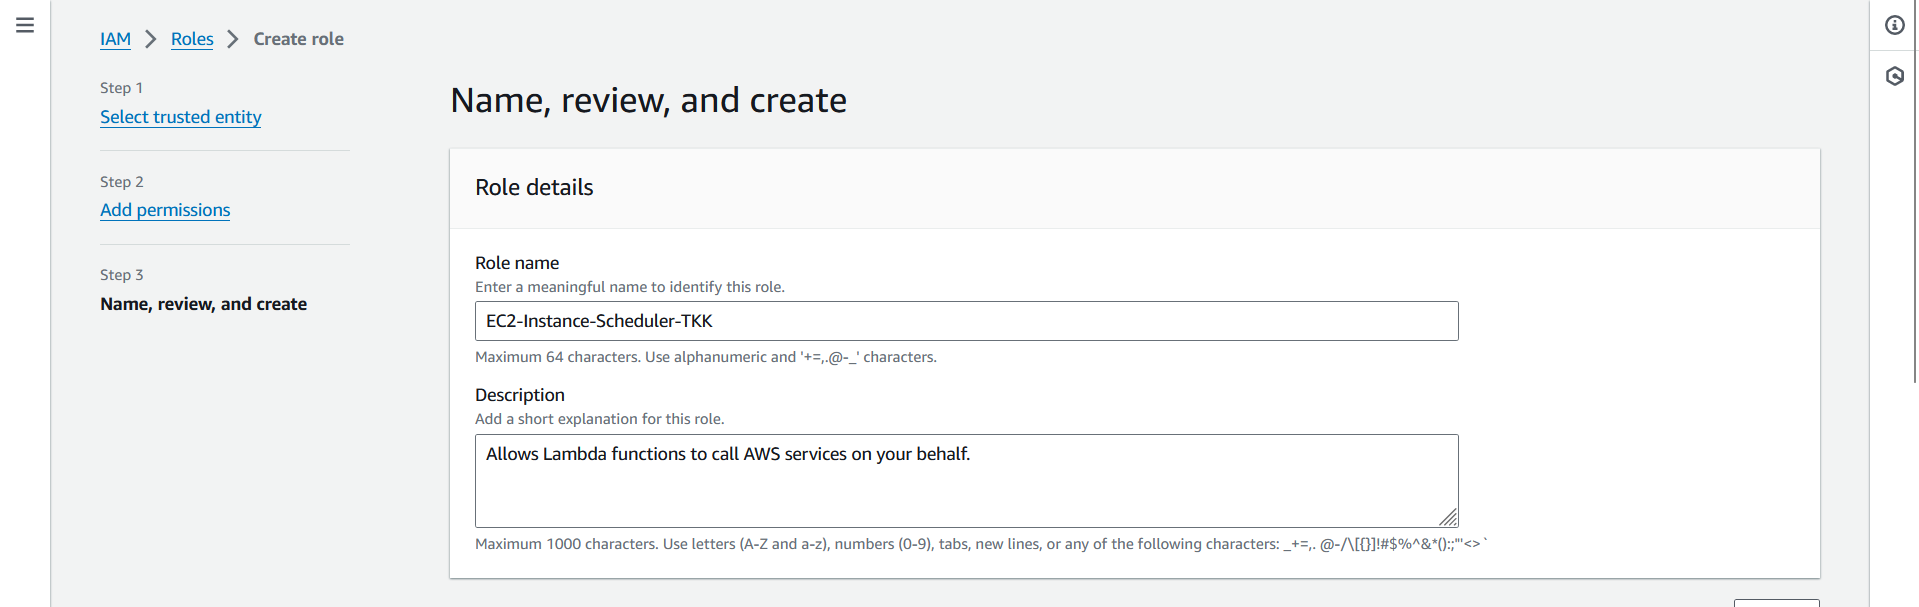 IAM > Roles > Create role
Step 1
Select trusted entity
Step 2
Add permissions
Step 3
Name, review, and create
Name, review, and create
Role details
Role name
Enter a meaningful name to identify this role.
EC2-Instance-Scheduler-TKK
Maximum 64 characters. Use alphanumeric and '+=,.@-_' characters.
Description
Add a short explanation for this role.
Allows Lambda functions to call AWS services on your behalf.
Maximum 1000 characters. Use letters (A-Z and a-z), numbers (0-9), tabs, new lines, or any of the following characters: _+=,. @-/\[{}]!#$%^&*();:"'<>`